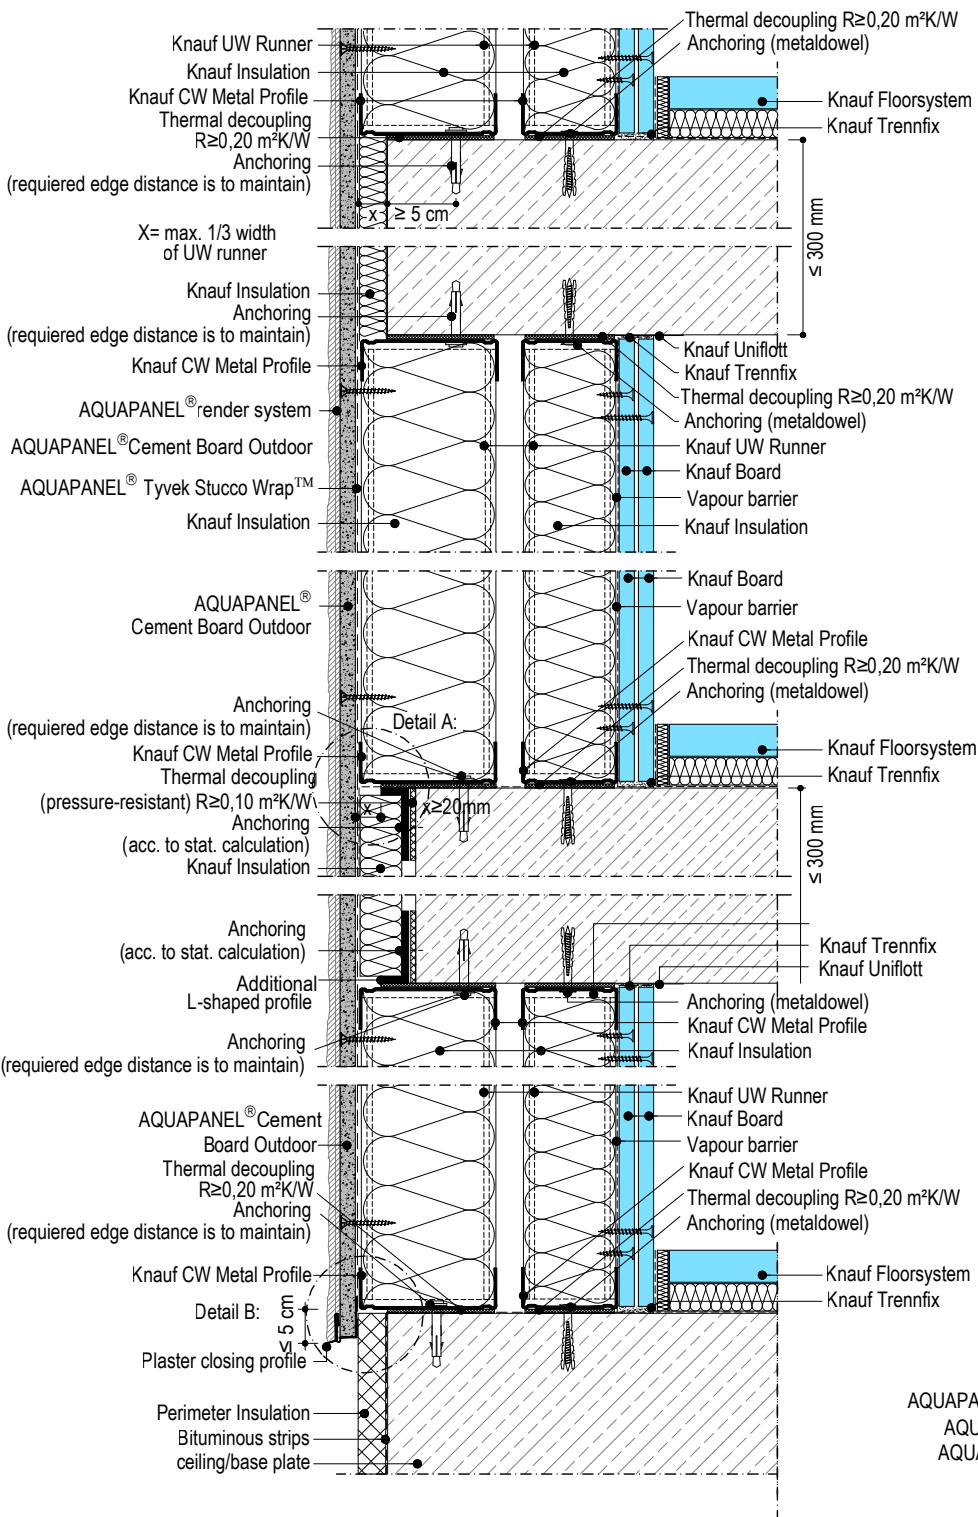 Thermal decoupling R≥0,20 m²K/W
Knauf UW Runner
Anchoring (metaldowel)
Knauf Insulation
Knauf CW Metal Profile
Knauf Floorsystem
Thermal decoupling
R≥0,20 m²K/W
Knauf Trennfix
Anchoring
(requiered edge distance is to maintain)
x
≥ 5 cm
X= max. 1/3 width
of UW runner
≤ 300 mm
Knauf Insulation
Anchoring
(requiered edge distance is to maintain)
Knauf Uniflott
Knauf CW Metal Profile
Knauf Trennfix
Thermal decoupling R≥0,20 m²K/W
AQUAPANEL® render system
Anchoring (metaldowel)
AQUAPANEL® Cement Board Outdoor
Knauf UW Runner
Knauf Board
AQUAPANEL® Tyvek Stucco Wrap™
Vapour barrier
Knauf Insulation
Knauf Insulation
Knauf Board
AQUAPANEL®
Cement Board Outdoor
Vapour barrier
Knauf CW Metal Profile
Thermal decoupling R≥0,20 m²K/W
Anchoring (metaldowel)
Anchoring
(requiered edge distance is to maintain)
Detail A:
Knauf CW Metal Profile
Knauf Floorsystem
Thermal decoupling
(pressure-resistant) R≥0,10 m²K/W
Knauf Trennfix
x
x≥20mm
Anchoring
(acc. to stat. calculation)
Knauf Insulation
≤ 300 mm
Anchoring
(acc. to stat. calculation)
Knauf Trennfix
Knauf Uniflott
Additional
L-shaped profile
Anchoring (metaldowel)
Knauf CW Metal Profile
Anchoring
(requiered edge distance is to maintain)
Knauf Insulation
Knauf UW Runner
AQUAPANEL® Cement
Board Outdoor
Knauf Board
Vapour barrier
Thermal decoupling
R≥0,20 m²K/W
Knauf CW Metal Profile
Thermal decoupling R≥0,20 m²K/W
Anchoring
(requiered edge distance is to maintain)
Anchoring (metaldowel)
Knauf CW Metal Profile
Knauf Floorsystem
Knauf Trennfix
Detail B:
≤ 5 cm
Plaster closing profile
Perimeter Insulation
Bituminous strips
ceiling/base plate